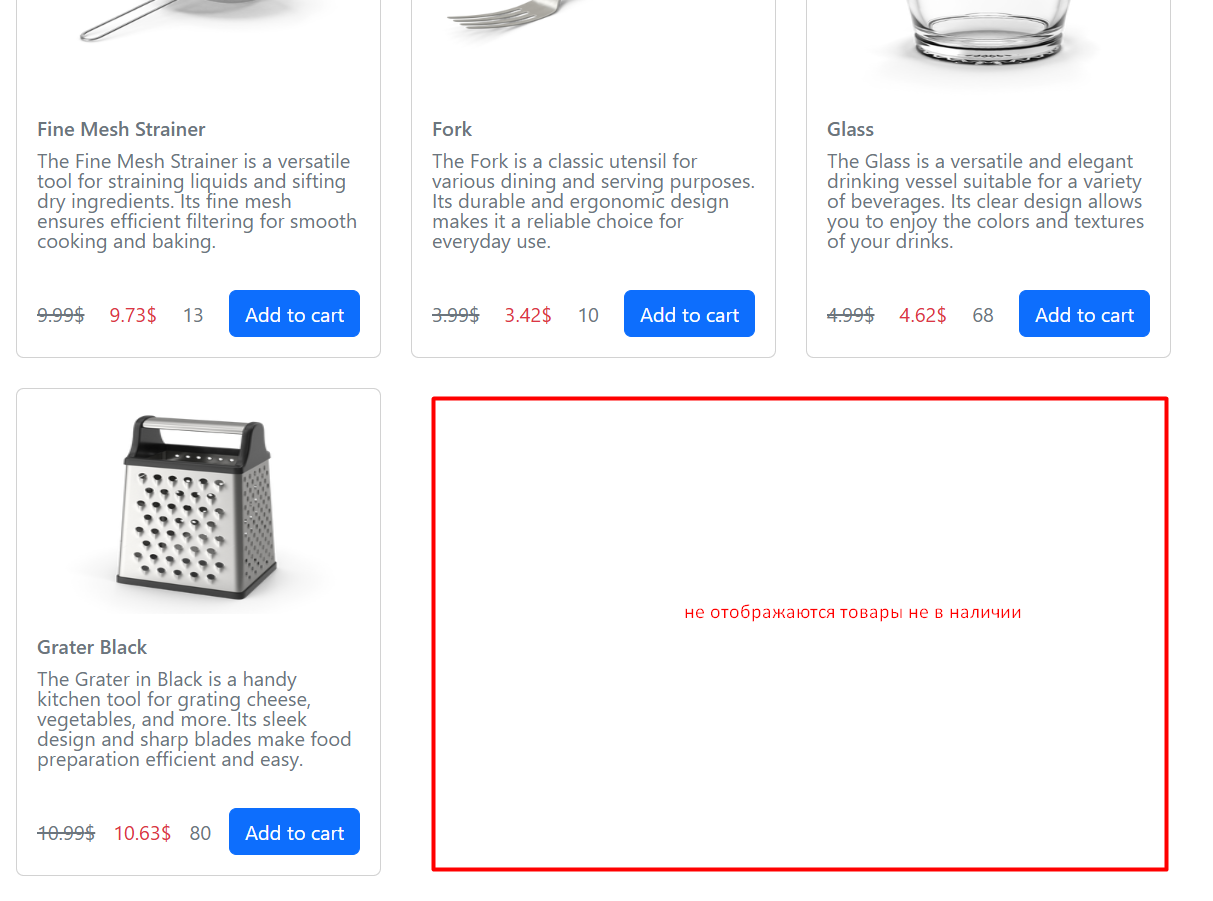 Fine Mesh Strainer
The Fine Mesh Strainer is a versatile
tool for straining liquids and sifting
dry ingredients. Its fine mesh
ensures efficient filtering for smooth
cooking and baking.
9.99$ 9.73$ 13 Add to cart
Fork
The Fork is a classic utensil for
various dining and serving purposes.
Its durable and ergonomic design
makes it a reliable choice for
everyday use.
3.99$ 3.42$ 10 Add to cart
Glass
The Glass is a versatile and elegant
drinking vessel suitable for a variety
of beverages. Its clear design allows
you to enjoy the colors and textures
of your drinks.
4.99$ 4.62$ 68 Add to cart
Grater Black
The Grater in Black is a handy
kitchen tool for grating cheese,
vegetables, and more. Its sleek
design and sharp blades make food
preparation efficient and easy.
10.99$ 10.63$ 80 Add to cart
не отображаются товары не в наличии